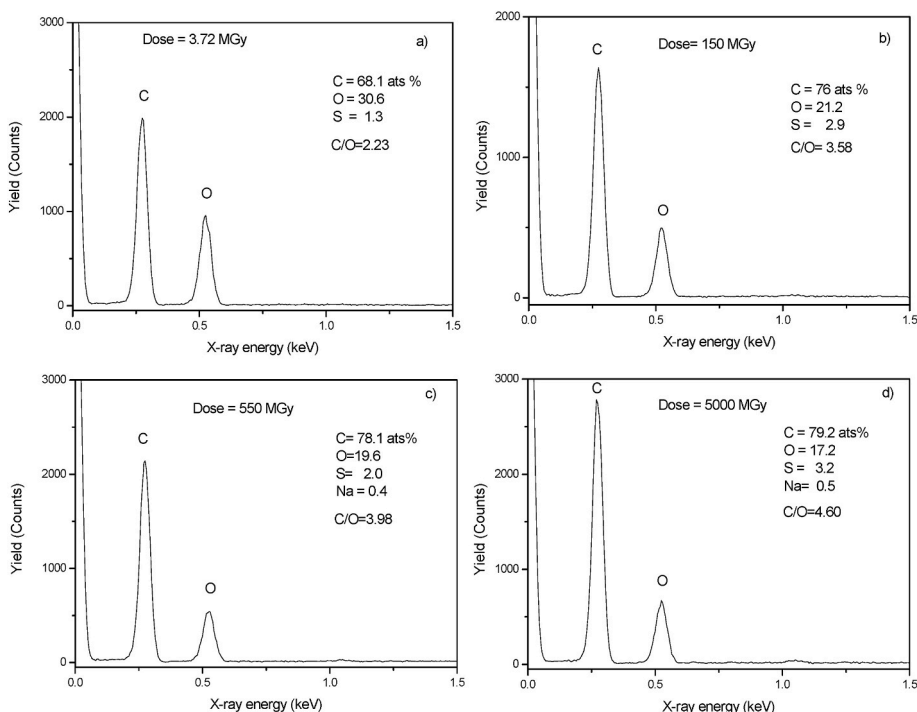 3000
2000
1000
0
Yield (Counts)
Dose = 3.72 MGy
a)
C
O
C = 68.1 ats %
O = 30.6
S = 1.3
C/O=2.23
0.0 0.5 1.0 1.5
X-ray energy (keV)
2000
1000
0
Yield (Counts)
Dose= 150 MGy
b)
C
O
C = 76 ats %
O = 21.2
S = 2.9
C/O= 3.58
0.0 0.5 1.0 1.5
X-ray energy (keV)
3000
2000
1000
0
Yield (Counts)
Dose = 550 MGy
c)
C
O
C= 78.1 ats%
O=19.6
S= 2.0
Na = 0.4
C/O=3.98
0.0 0.5 1.0 1.5
X-ray energy (keV)
3000
2000
1000
0
Yield (Counts)
Dose = 5000 MGy
d)
C
O
C = 79.2 ats%
O = 17.2
S = 3.2
Na= 0.5
C/O=4.60
0.0 0.5 1.0 1.5
X-ray energy (keV)